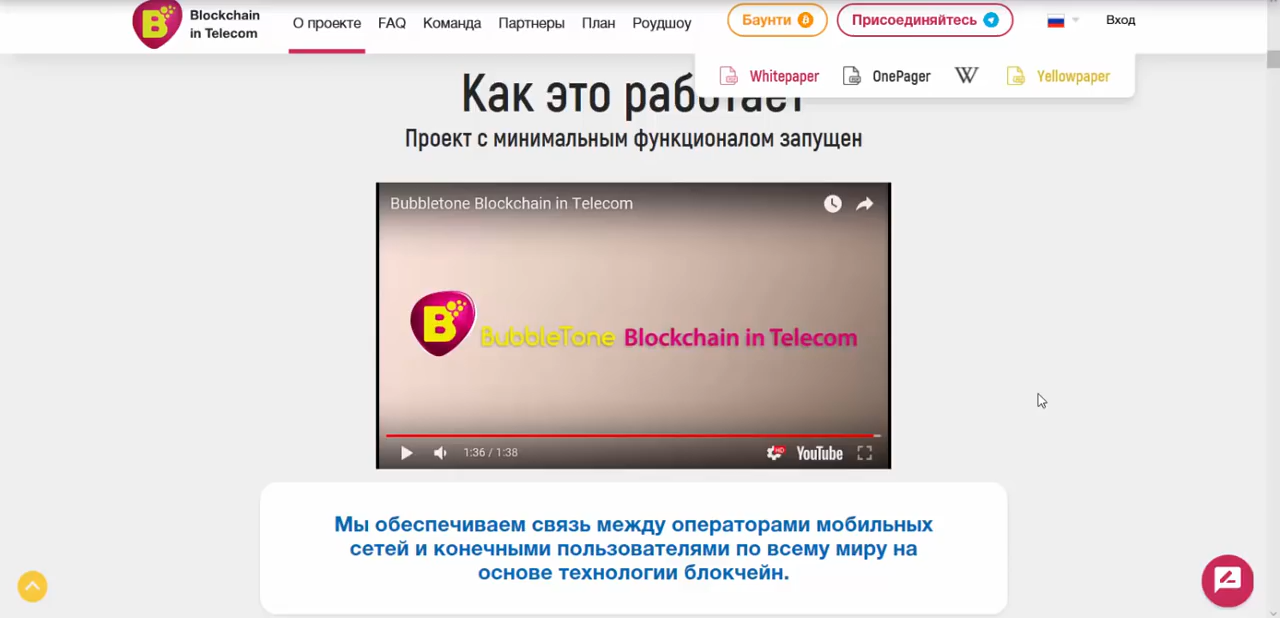 Blockchain
in Telecom
О проекте FAQ Команда Партнеры План Роудшоу
Баунти Присоединяйтесь Вход
Whitepaper OnePager W Yellowpaper
Как это работает
Проект с минимальным функционалом запущен
Bubbletone Blockchain in Telecom
B BubbleTone Blockchain in Telecom
1:36 / 1:38 HD YouTube
Мы обеспечиваем связь между операторами мобильных
сетей и конечными пользователями по всему миру на
основе технологии блокчейн.